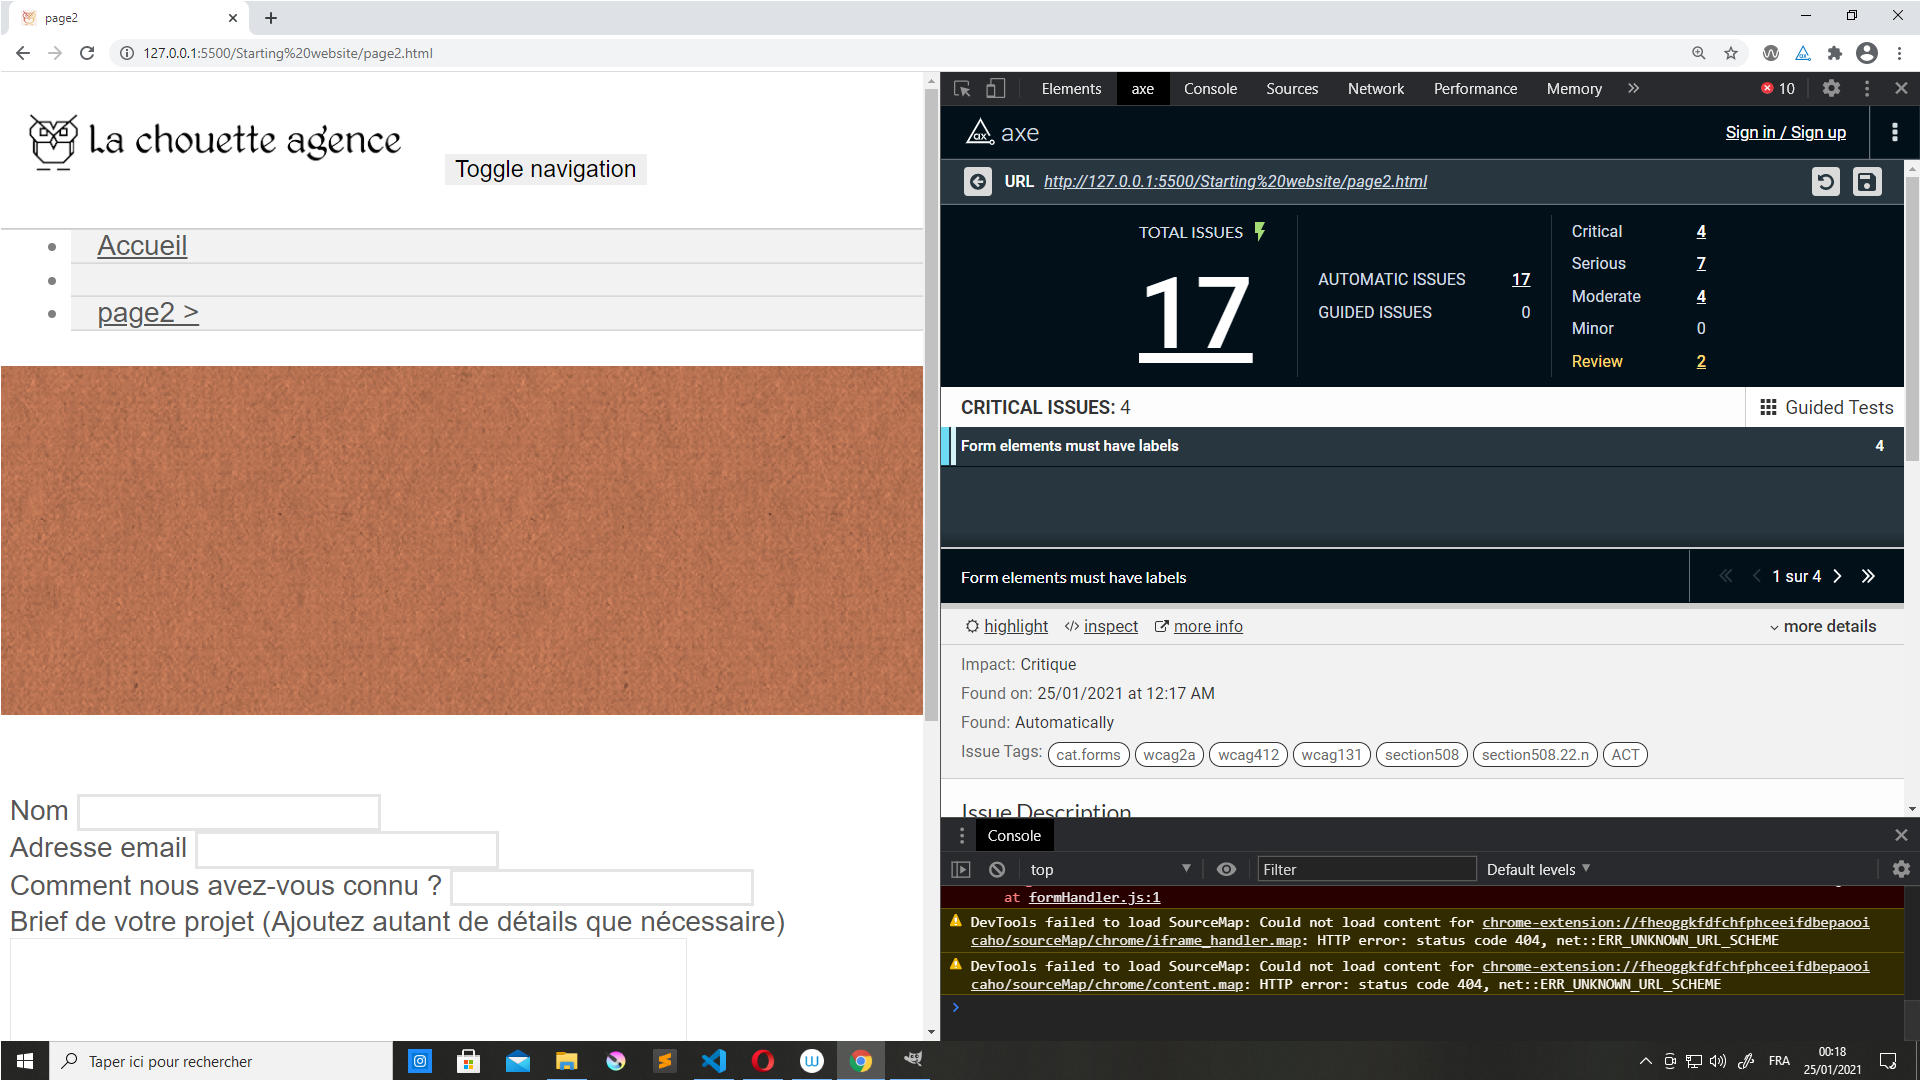 page2
127.0.0.1:5500/Starting%20website/page2.html
La chouette agence
Toggle navigation
Accueil
page2 >
Nom
Adresse email
Comment nous avez-vous connu ?
Brief de votre projet (Ajoutez autant de détails que nécessaire)
Elements
axe
Console
Sources
Network
Performance
Memory
10
axe
Sign in / Sign up
URL http://127.0.0.1:5500/Starting%20website/page2.html
TOTAL ISSUES
17
AUTOMATIC ISSUES 17
GUIDED ISSUES 0
Critical 4
Serious 7
Moderate 4
Minor 0
Review 2
CRITICAL ISSUES: 4
Guided Tests
Form elements must have labels 4
Form elements must have labels
1 sur 4
highlight
inspect
more info
more details
Impact: Critique
Found on: 25/01/2021 at 12:17 AM
Found: Automatically
Issue Tags: cat.forms wcag2a wcag412 wcag131 section508 section508.22.n ACT
Issue Description
Console
top
Filter
Default levels
at formHandler.js:1
DevTools failed to load SourceMap: Could not load content for chrome-extension://fheoggkfdfchfphceeifdbepaooi
caho/sourceMap/chrome/iframe_handler.map: HTTP error: status code 404, net::ERR_UNKNOWN_URL_SCHEME
DevTools failed to load SourceMap: Could not load content for chrome-extension://fheoggkfdfchfphceeifdbepaooi
caho/sourceMap/chrome/content.map: HTTP error: status code 404, net::ERR_UNKNOWN_URL_SCHEME
Taper ici pour rechercher
FRA
00:18
25/01/2021